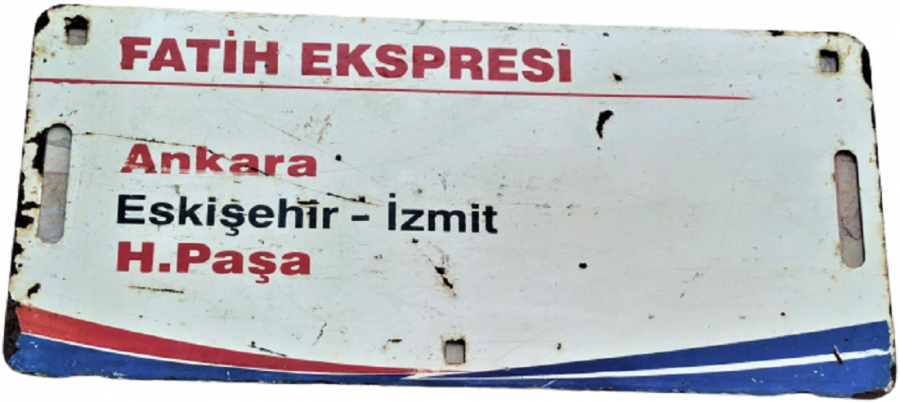 FATİH EKSPRESİ
Ankara
Eskişehir - İzmit
H.Paşa